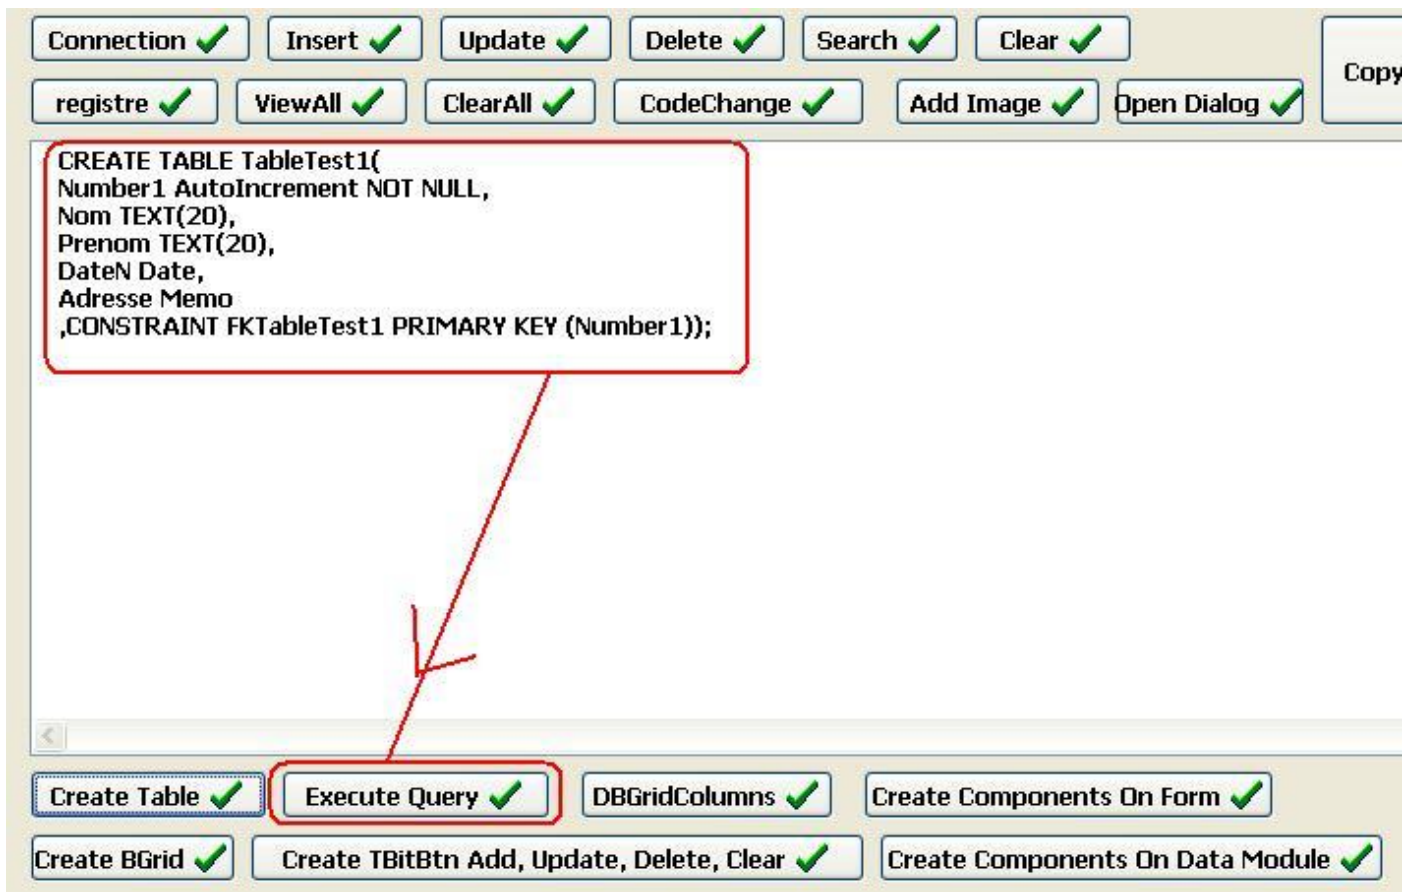 Connection Insert Update Delete Search Clear
Copy
registre ViewAll ClearAll CodeChange Add Image Open Dialog
CREATE TABLE TableTest1(
Number1 AutoIncrement NOT NULL,
Nom TEXT(20),
Prenom TEXT(20),
DateN Date,
Adresse Memo
,CONSTRAINT FKTableTest1 PRIMARY KEY (Number1));
Create Table Execute Query DBGridColumns Create Components On Form
Create BGrid Create TBitBtn Add, Update, Delete, Clear Create Components On Data Module